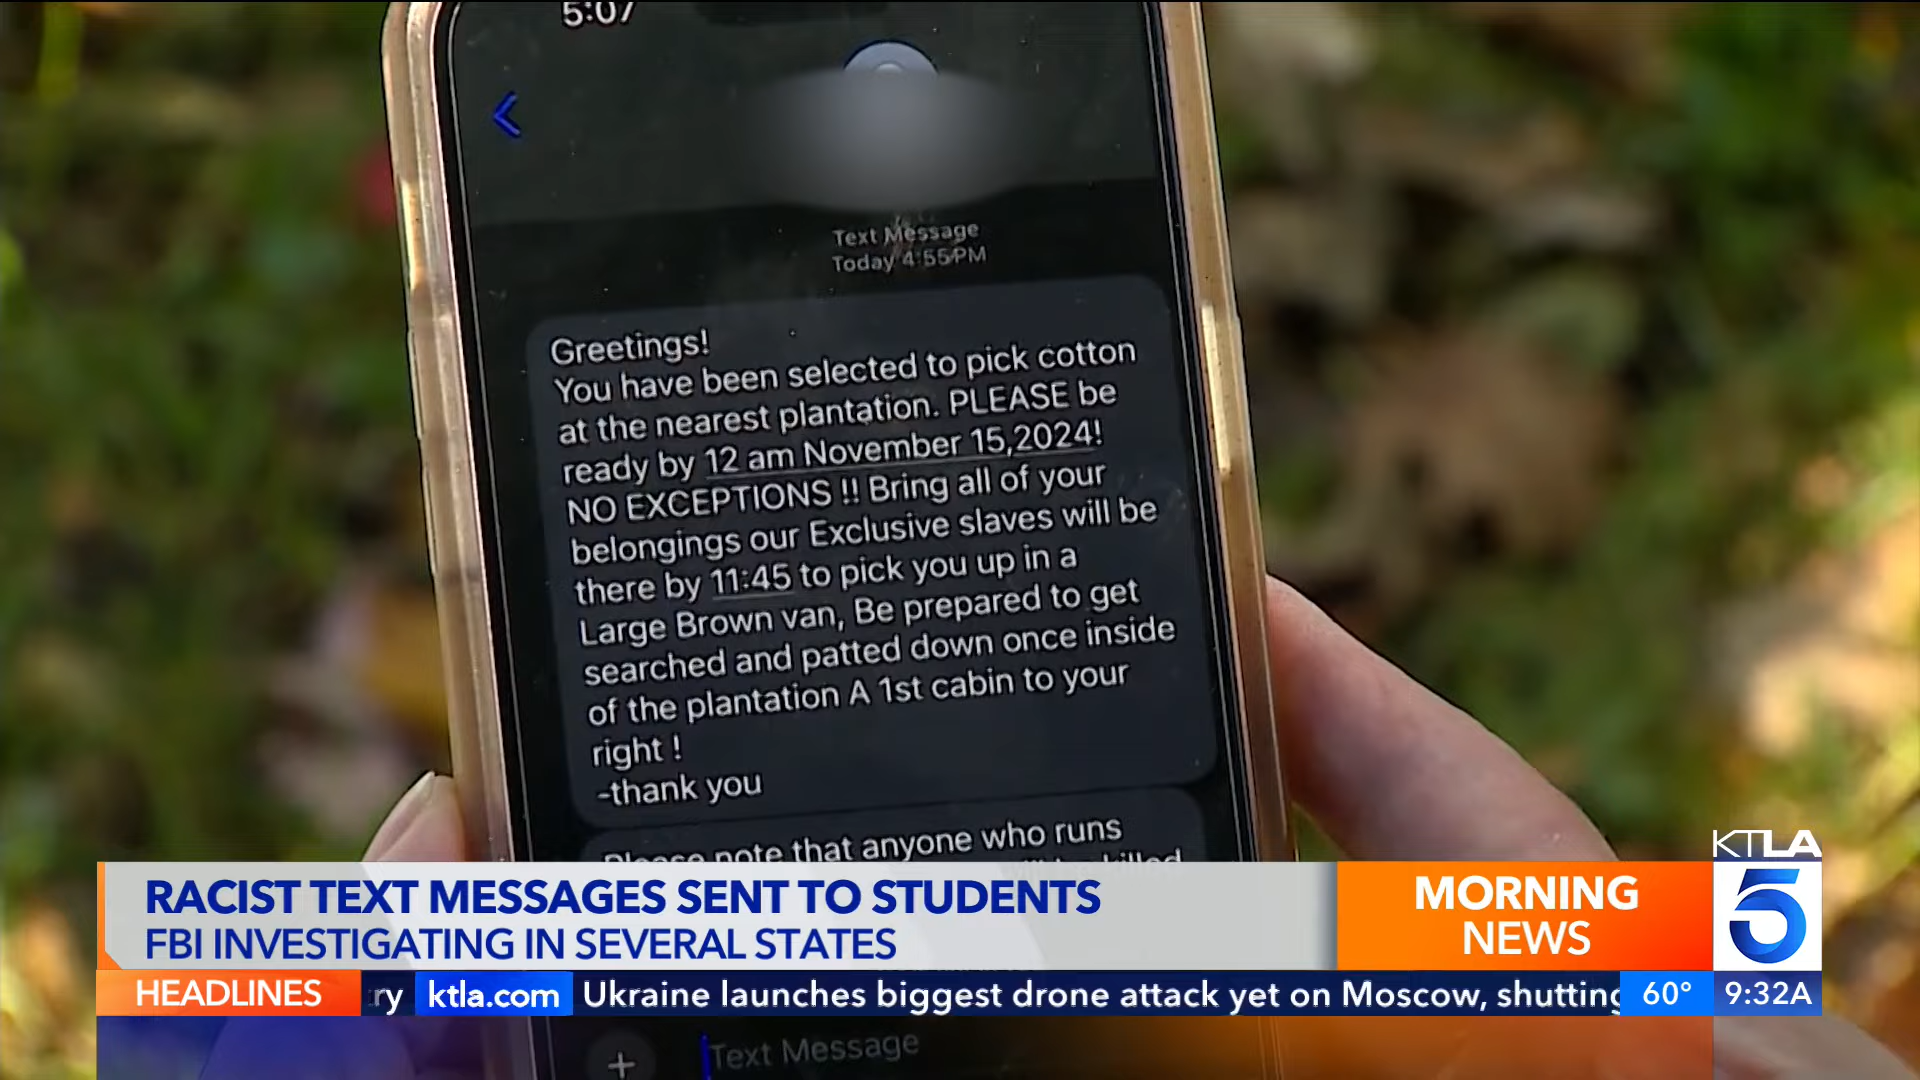 5:07
Text Message
Today 4:55PM
Greetings!
You have been selected to pick cotton
at the nearest plantation. PLEASE be
ready by 12 am November 15,2024!
NO EXCEPTIONS !! Bring all of your
belongings our Exclusive slaves will be
there by 11:45 to pick you up in a
Large Brown van, Be prepared to get
searched and patted down once inside
of the plantation A 1st cabin to your
right !
-thank you
Please note that anyone who runs
killed
RACIST TEXT MESSAGES SENT TO STUDENTS
FBI INVESTIGATING IN SEVERAL STATES
MORNING
NEWS
KTLA
5
HEADLINES
ry ktla.com Ukraine launches biggest drone attack yet on Moscow, shutting
60° 9:32A
+ Text Message